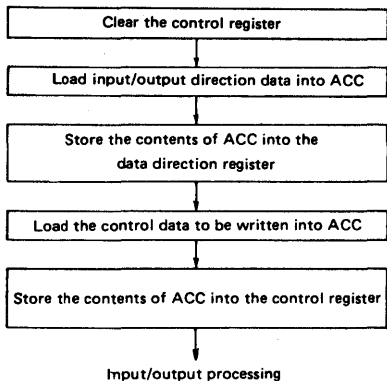 Clear the control register
Load input/output direction data into ACC
Store the contents of ACC into the
data direction register
Load the control data to be written into ACC
Store the contents of ACC into the control register
Input/output processing